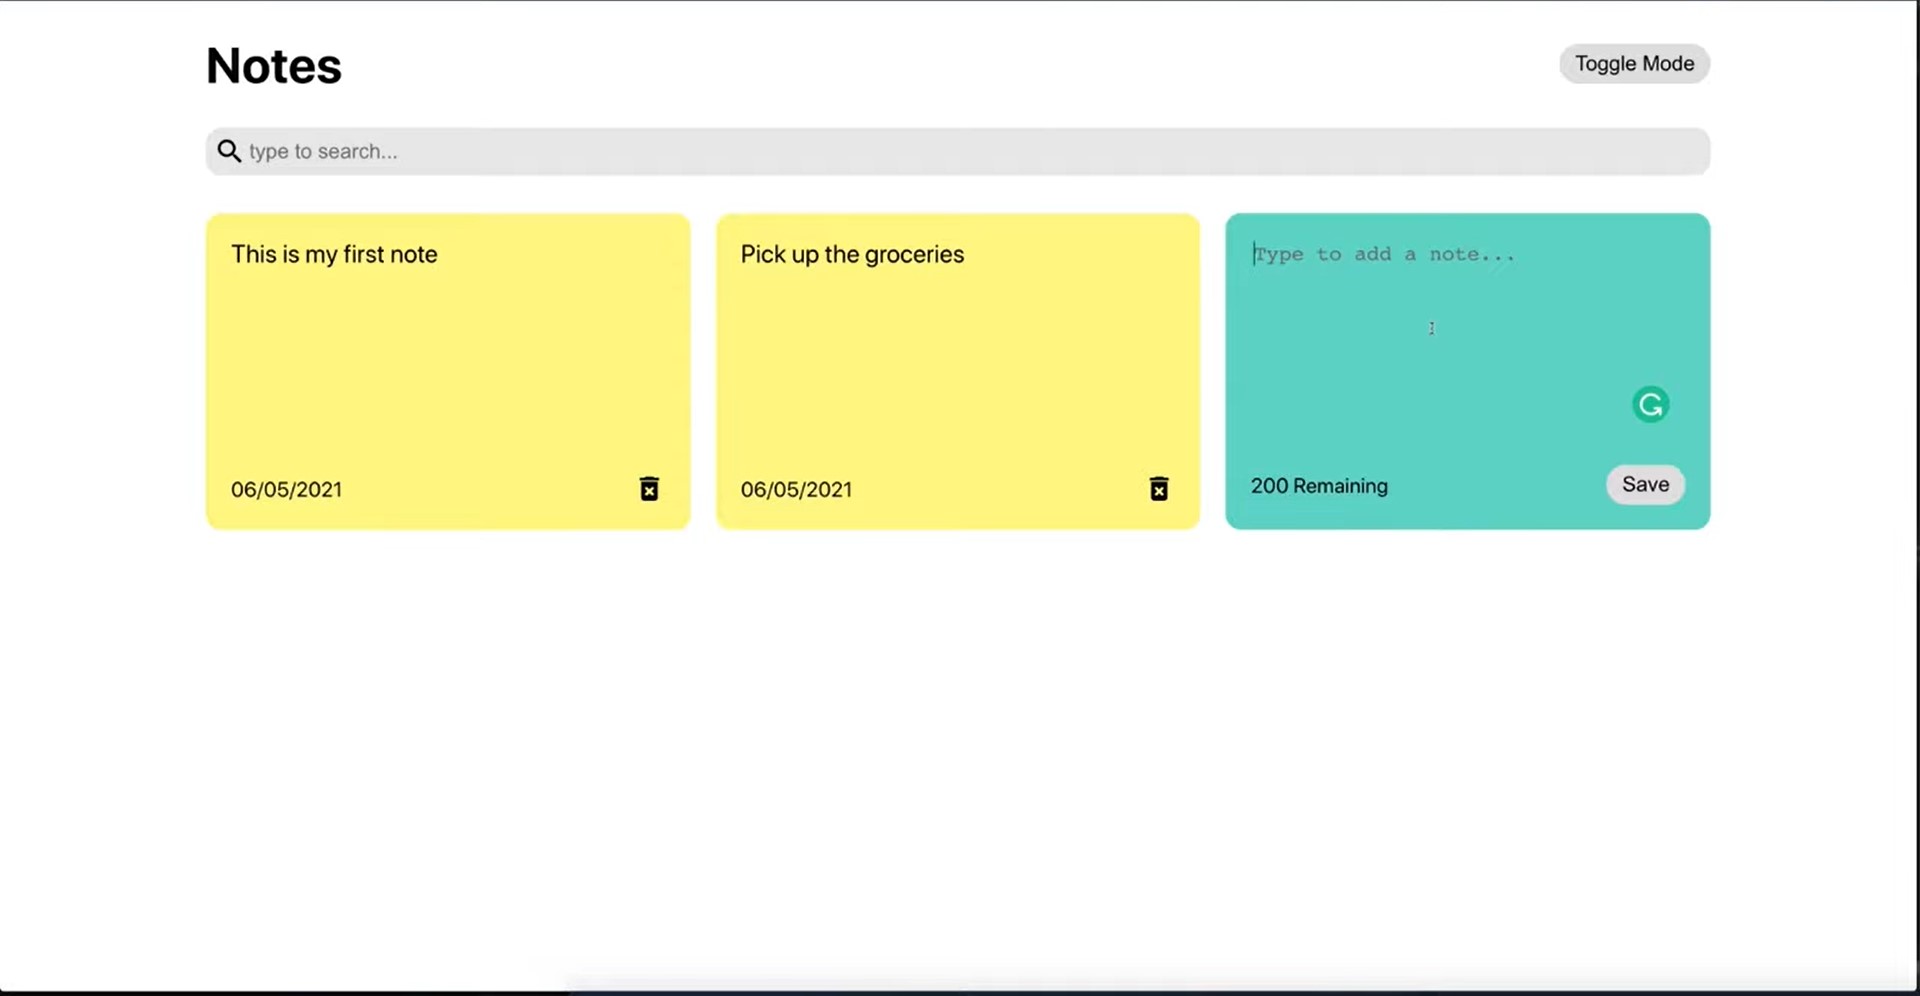 Notes
Toggle Mode
type to search...
This is my first note
Pick up the groceries
Type to add a note...
06/05/2021
06/05/2021
200 Remaining
Save